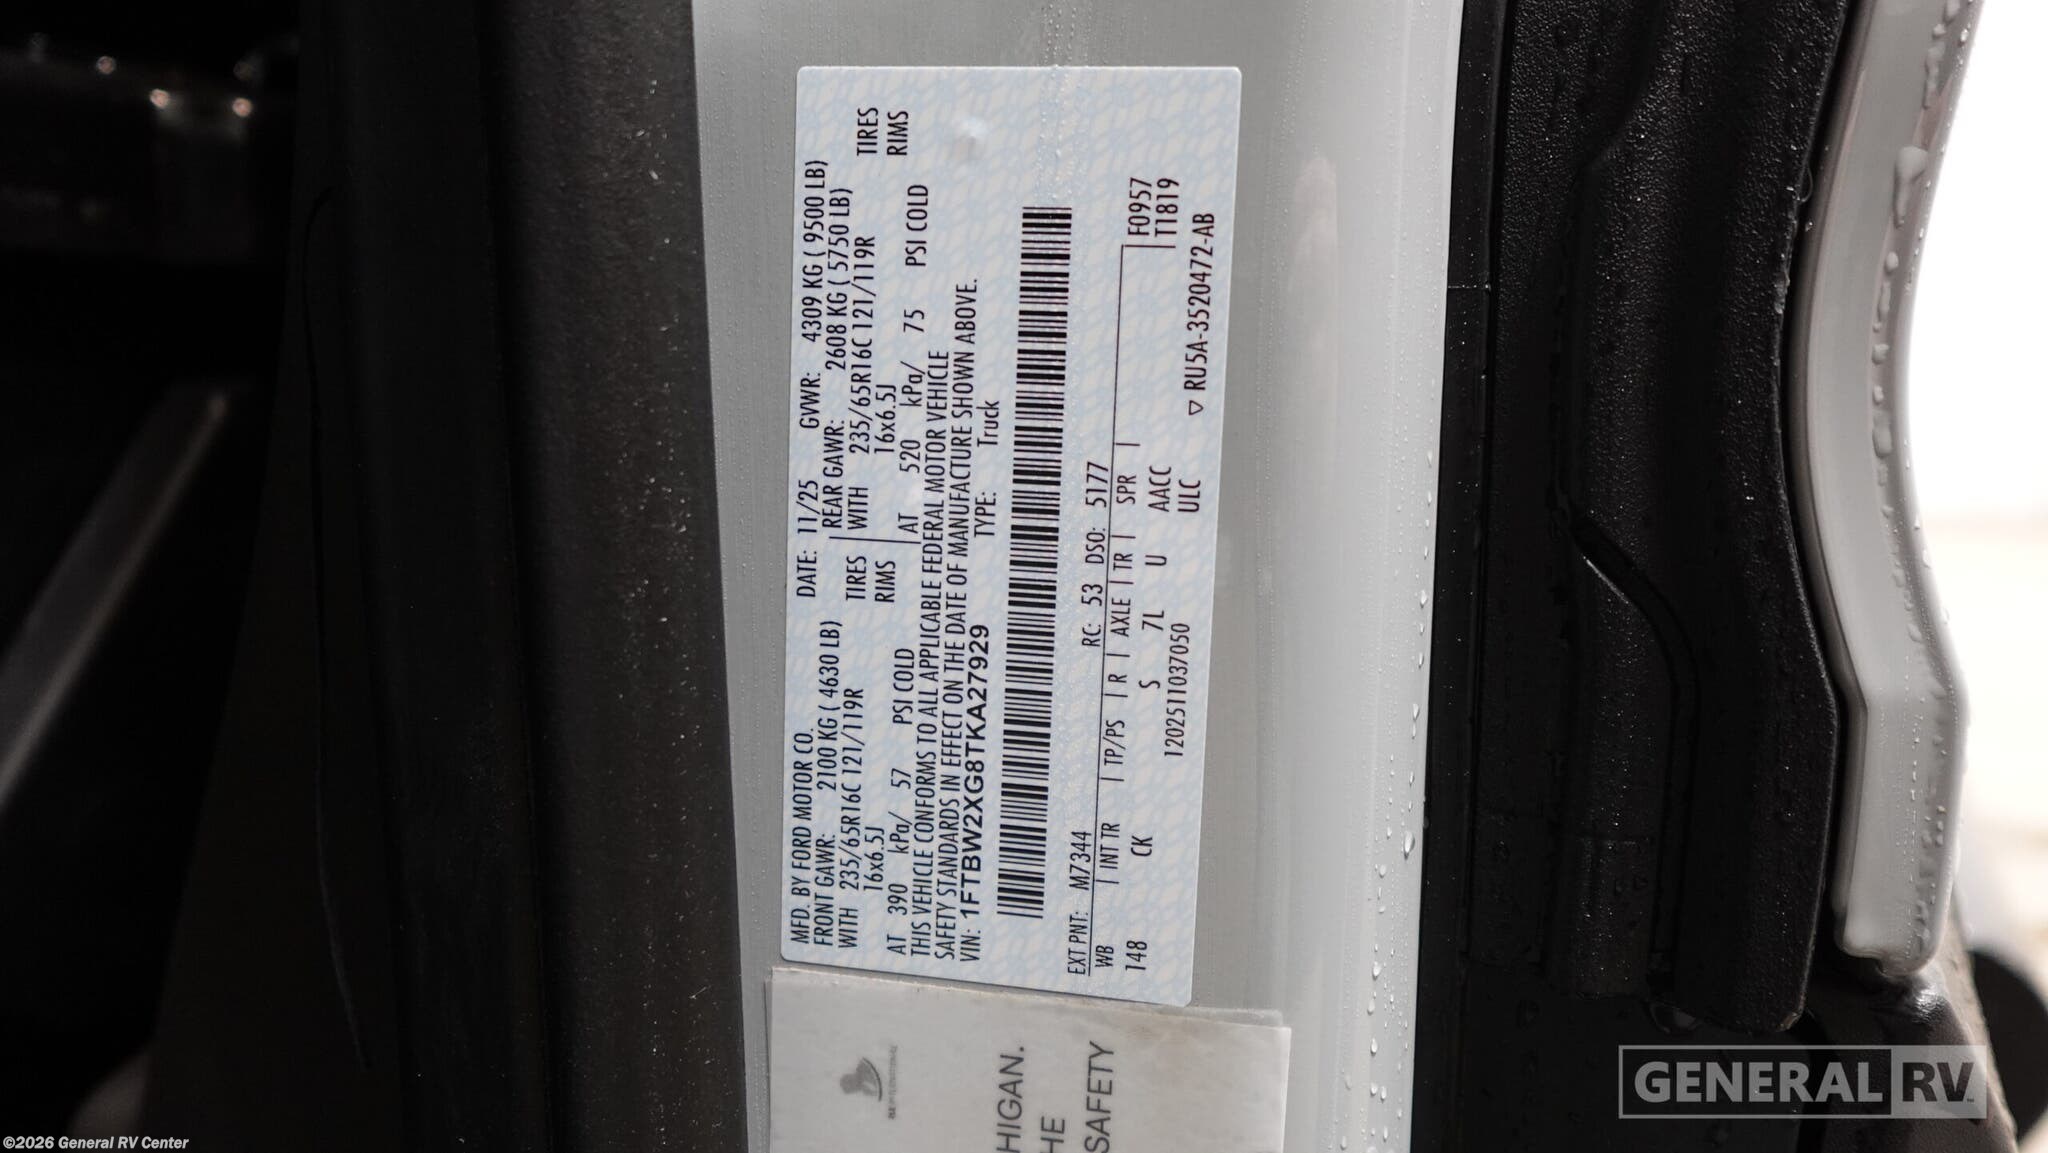 MFD. BY FORD MOTOR CO. DATE: 11/25 GVWR: 4309 KG ( 9500 LB)
FRONT GAWR: 2100 KG ( 4630 LB) REAR GAWR: 2608 KG ( 5750 LB)
WITH 235/65R16C 121/119R TIRES WITH 235/65R16C 121/119R TIRES
16x6.5J RIMS 16x6.5J RIMS
AT 390 kPa/ 57 PSI COLD AT 520 kPa/ 75 PSI COLD
THIS VEHICLE CONFORMS TO ALL APPLICABLE FEDERAL MOTOR VEHICLE
SAFETY STANDARDS IN EFFECT ON THE DATE OF MANUFACTURE SHOWN ABOVE.
VIN: 1FTBW2XG8TKA27929 TYPE: Truck
EXT PNT: M7344 RC: 53 DSO: 5177
WB INT TR TP/PS R AXLE TR SPR F0957
148 CK S 7L U AACC T1819
1202511037050 ULC ▽ RU5A-3520472-AB
HIGAN.
HE
SAFETY
GENERAL RV
©2026 General RV Center